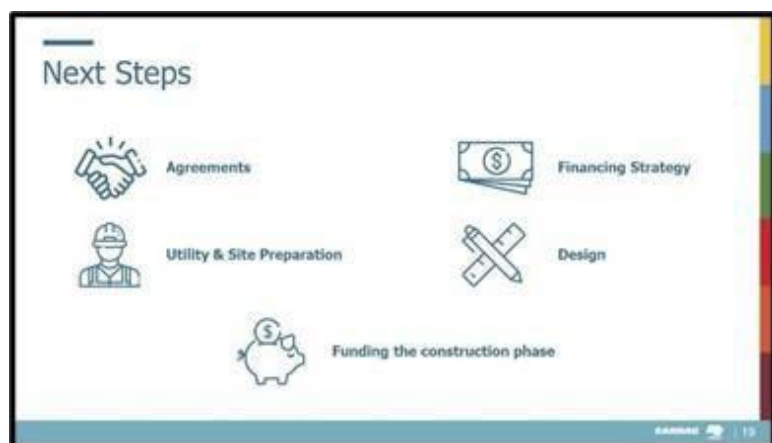 Next Steps
Agreements
Financing Strategy
Utility & Site Preparation
$
Design
$
Funding the construction phase